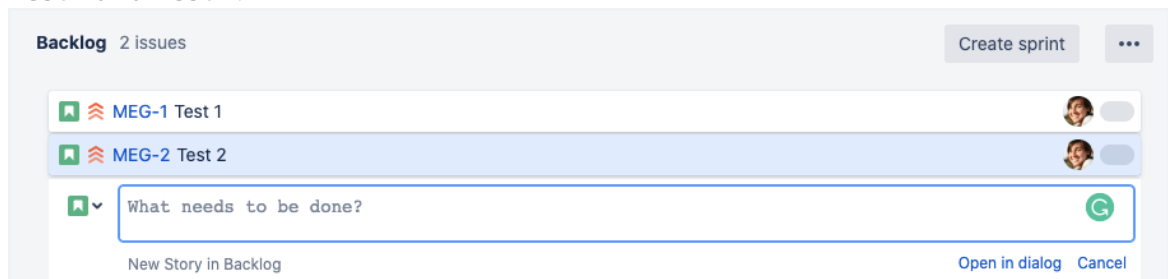 Backlog 2 issues
Create sprint
MEG-1 Test 1
MEG-2 Test 2
What needs to be done?
New Story in Backlog
Open in dialog Cancel